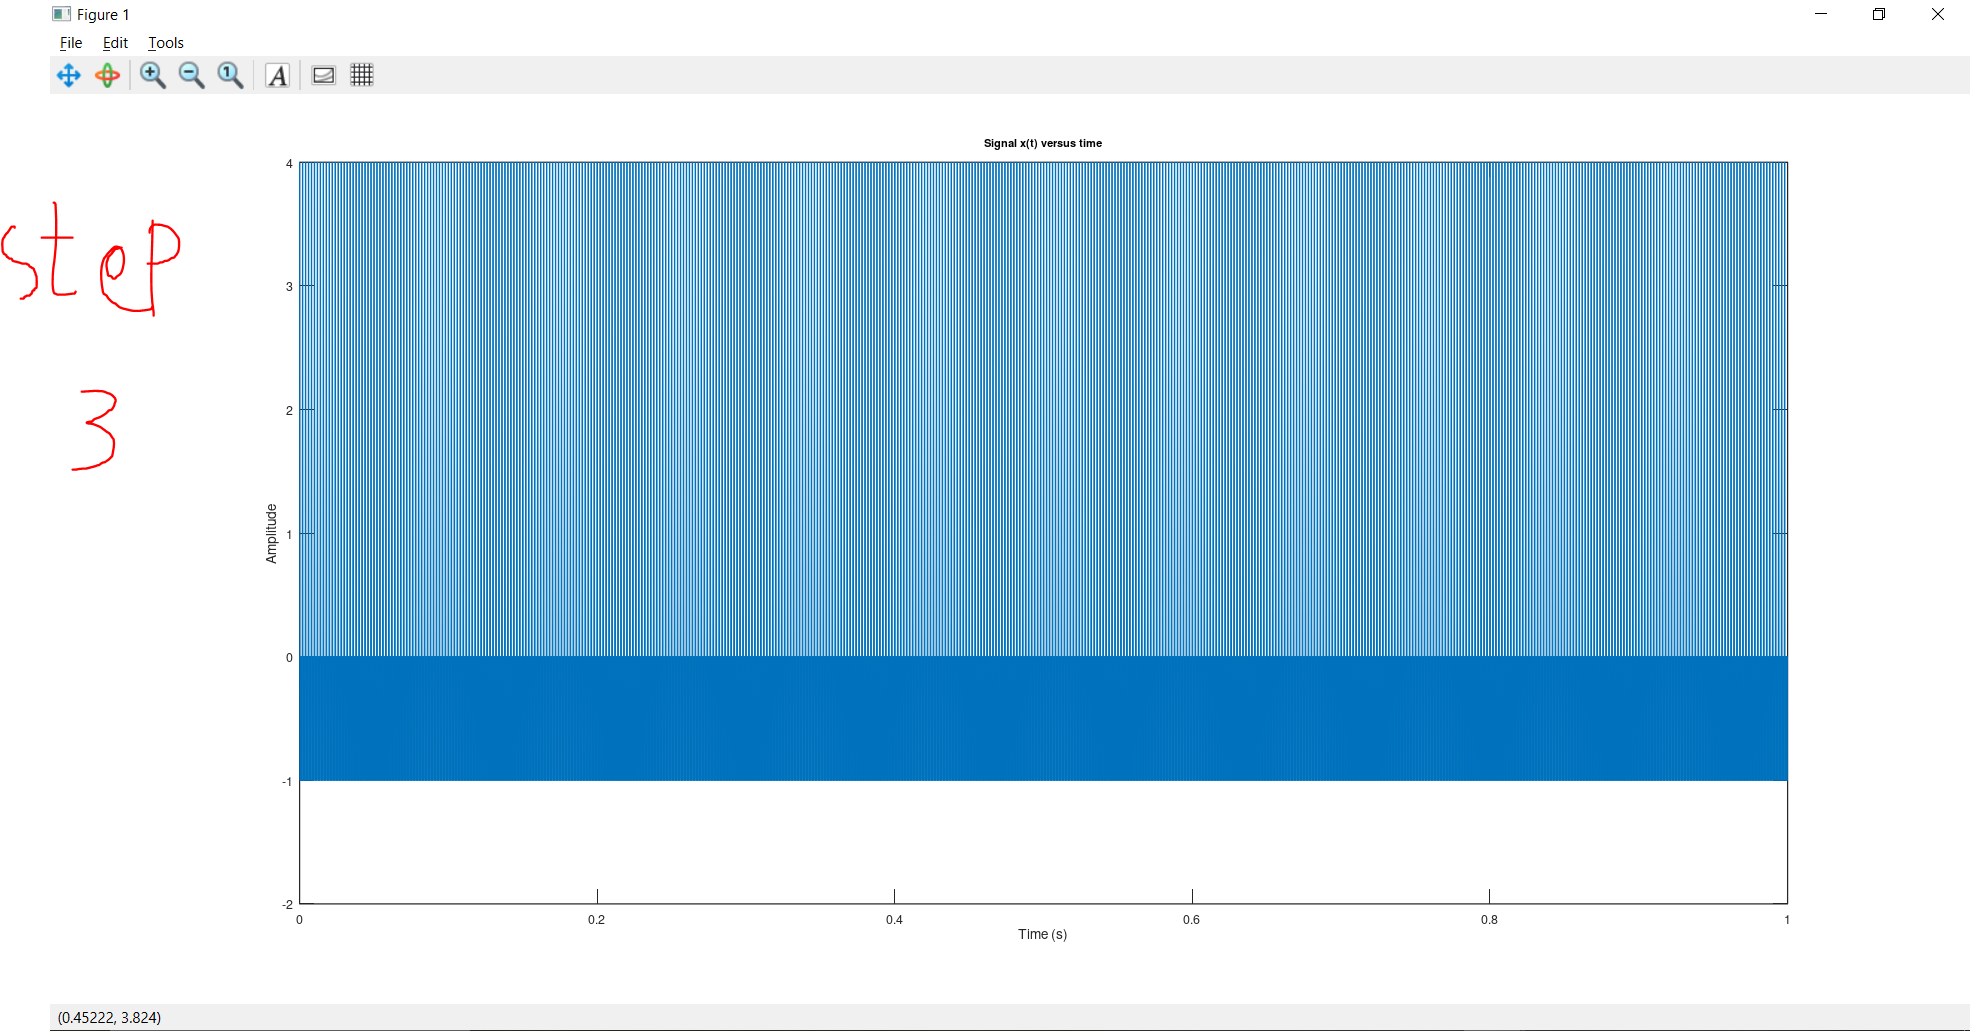 Figure 1
File Edit Tools
A
Signal x(t) versus time
step
3
Amplitude
4
3
2
1
0
-1
-2
0 0.2 0.4 0.6 0.8 1
Time (s)
(0.45222, 3.824)